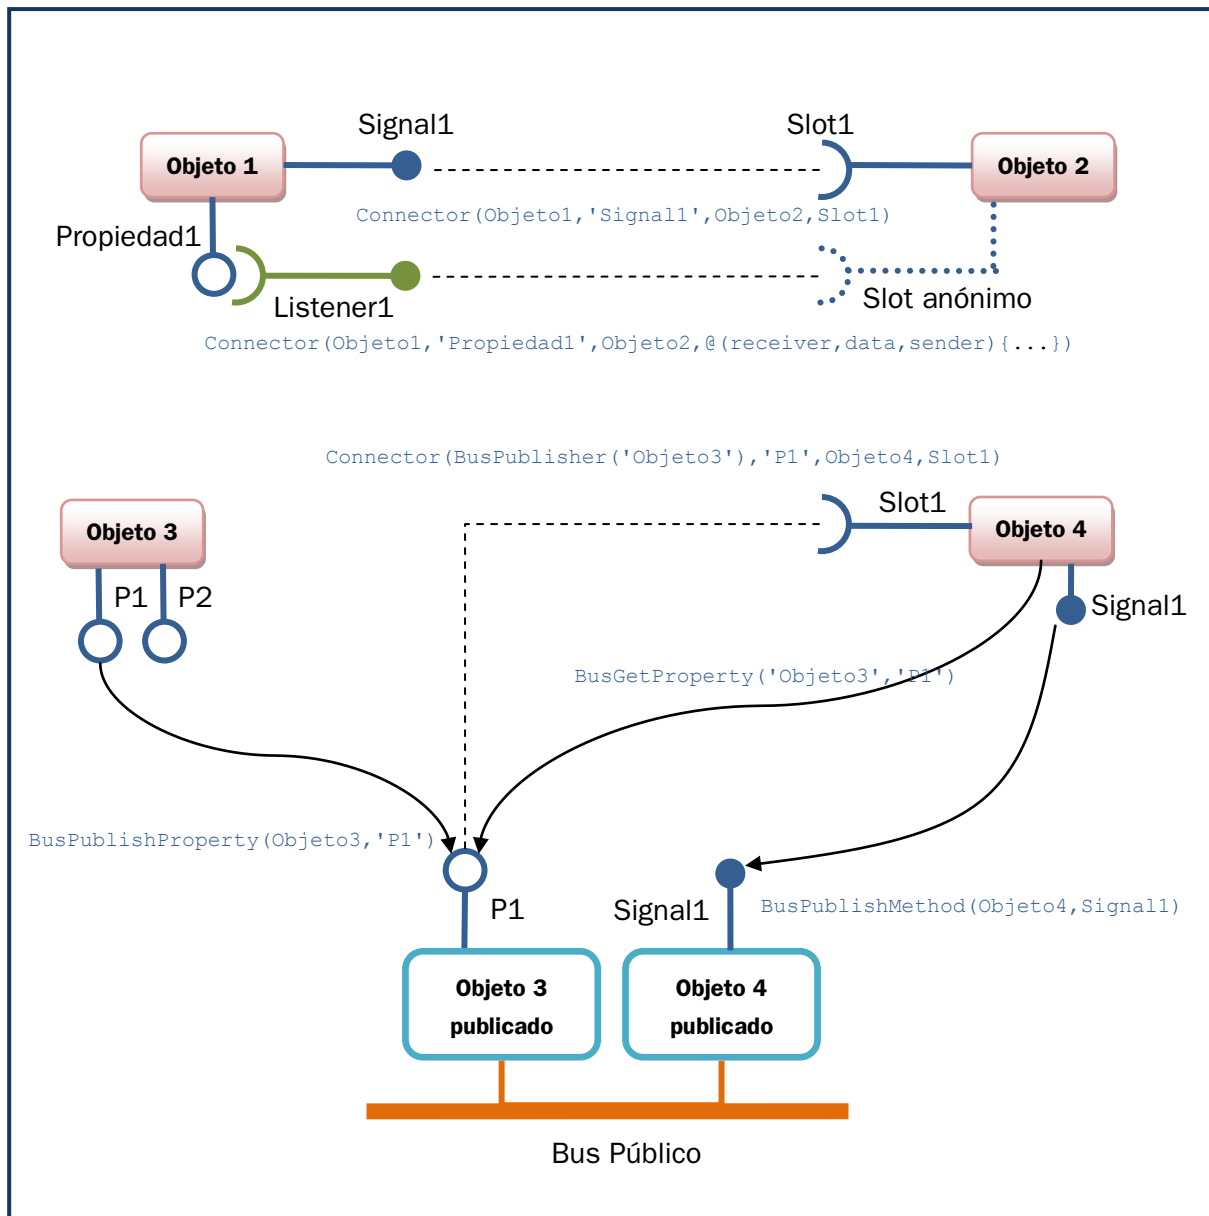 Signal1
Slot1
Objeto 1
Objeto 2
Connector(Objeto1,'Signal1',Objeto2,Slot1)
Propiedad1
Listener1
Slot anónimo
Connector(Objeto1,'Propiedad1',Objeto2,@(receiver,data,sender){...})
Connector(BusPublisher('Objeto3'),'P1',Objeto4,Slot1)
Slot1
Objeto 3
Objeto 4
P1
P2
Signal1
BusGetProperty('Objeto3','P1')
BusPublishProperty(Objeto3,'P1')
P1
Signal1
BusPublishMethod(Objeto4,Signal1)
Objeto 3
publicado
Objeto 4
publicado
Bus Público